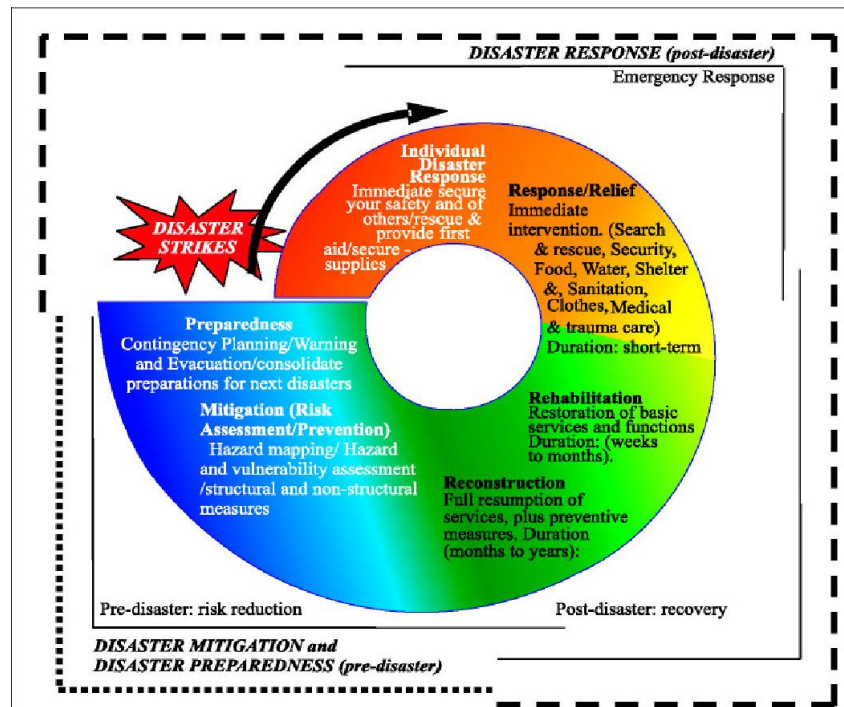 DISASTER RESPONSE (post-disaster)
Emergency Response
Individual
Disaster
Response
Immediate secure
your safety and of
others/rescue &
provide first
aid/secure -
supplies
Response/Relief
Immediate
intervention. (Search
& rescue, Security,
Food, Water, Shelter
&, Sanitation,
Clothes, Medical
& trauma care)
Duration: short-term
DISASTER
STRIKES
Preparedness
Contingency Planning/Warning
and Evacuation/consolidate
preparations for next disasters
Mitigation (Risk
Assessment/Prevention)
Hazard mapping/ Hazard
and vulnerability assessment
/structural and non-structural
measures
Rehabilitation
Restoration of basic
services and functions
Duration: (weeks
to months).
Reconstruction
Full resumption of
services, plus preventive
measures. Duration
(months to years):
Pre-disaster: risk reduction
Post-disaster: recovery
DISASTER MITIGATION and
DISASTER PREPAREDNESS (pre-disaster)